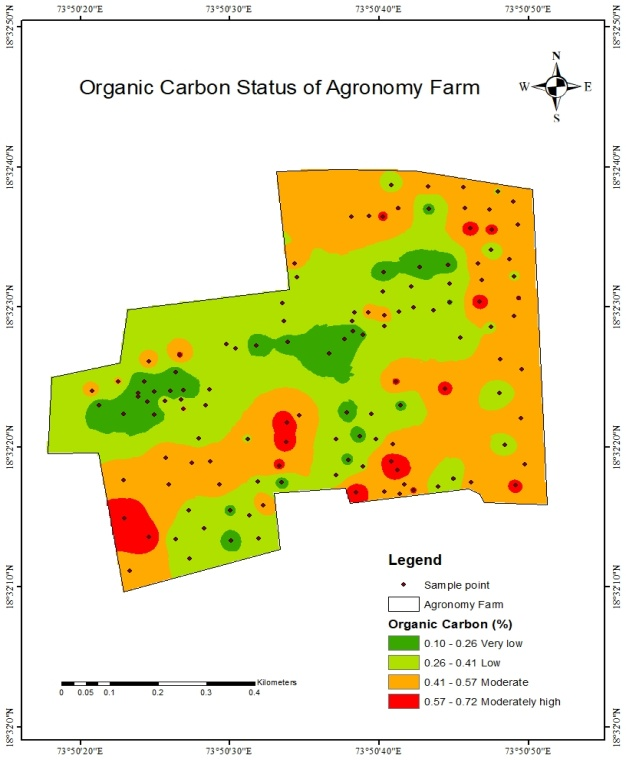 73°50'20"E 73°50'30"E 73°50'40"E 73°50'50"E
18°32'50"N 18°32'50"N
Organic Carbon Status of Agronomy Farm
N
W E
S
18°32'40"N 18°32'40"N
18°32'30"N 18°32'30"N
18°32'20"N 18°32'20"N
18°32'10"N 18°32'10"N
Legend
Sample point
Agronomy Farm
Organic Carbon (%)
0.10 - 0.26 Very low
0.26 - 0.41 Low
0.41 - 0.57 Moderate
0.57 - 0.72 Moderately high
Kilometers
0 0.05 0.1 0.2 0.3 0.4
18°32'0"N 18°32'0"N
73°50'20"E 73°50'30"E 73°50'40"E 73°50'50"E